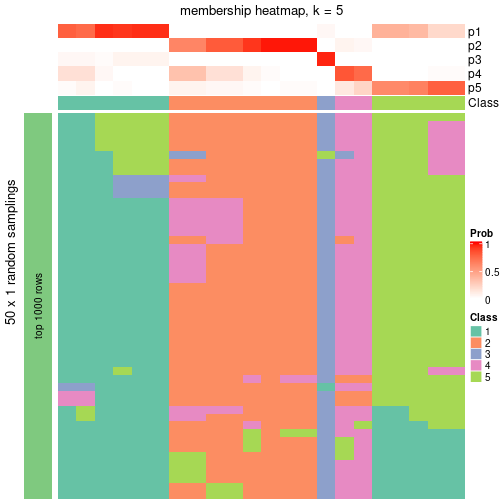 membership heatmap, k = 5
p1
p2
p3
p4
p5
Class
50 x 1 random samplings
top 1000 rows
Prob
1
0.5
0
Class
1
2
3
4
5